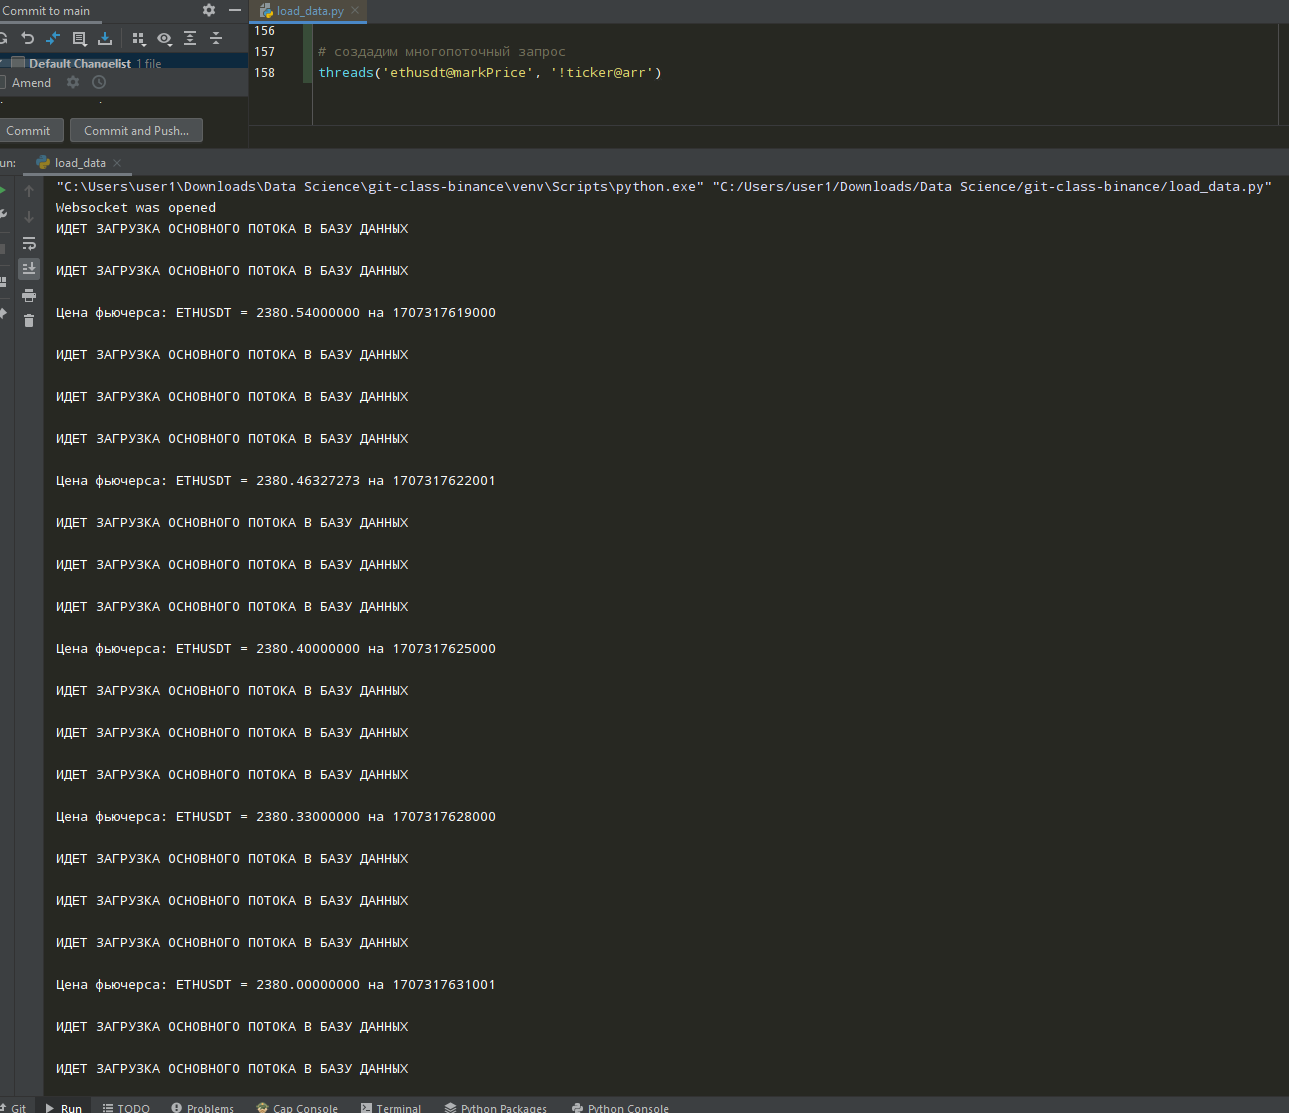 Commit to main
load_data.py
Default Changelist 1 file
Amend
Commit
Commit and Push...
156
157 # создадим многопоточный запрос
158 threads('ethusdt@markPrice', '!ticker@arr')
un:
load_data
"C:\Users\user1\Downloads\Data Science\git-class-binance\venv\Scripts\python.exe" "C:/Users/user1/Downloads/Data Science/git-class-binance/load_data.py"
Websocket was opened
ИДЕТ ЗАГРУЗКА ОСНОВНОГО ПОТОКА В БАЗУ ДАННЫХ
ИДЕТ ЗАГРУЗКА ОСНОВНОГО ПОТОКА В БАЗУ ДАННЫХ
Цена фьючерса: ETHUSDT = 2380.54000000 на 1707317619000
ИДЕТ ЗАГРУЗКА ОСНОВНОГО ПОТОКА В БАЗУ ДАННЫХ
ИДЕТ ЗАГРУЗКА ОСНОВНОГО ПОТОКА В БАЗУ ДАННЫХ
ИДЕТ ЗАГРУЗКА ОСНОВНОГО ПОТОКА В БАЗУ ДАННЫХ
Цена фьючерса: ETHUSDT = 2380.46327273 на 1707317622001
ИДЕТ ЗАГРУЗКА ОСНОВНОГО ПОТОКА В БАЗУ ДАННЫХ
ИДЕТ ЗАГРУЗКА ОСНОВНОГО ПОТОКА В БАЗУ ДАННЫХ
ИДЕТ ЗАГРУЗКА ОСНОВНОГО ПОТОКА В БАЗУ ДАННЫХ
Цена фьючерса: ETHUSDT = 2380.40000000 на 1707317625000
ИДЕТ ЗАГРУЗКА ОСНОВНОГО ПОТОКА В БАЗУ ДАННЫХ
ИДЕТ ЗАГРУЗКА ОСНОВНОГО ПОТОКА В БАЗУ ДАННЫХ
ИДЕТ ЗАГРУЗКА ОСНОВНОГО ПОТОКА В БАЗУ ДАННЫХ
Цена фьючерса: ETHUSDT = 2380.33000000 на 1707317628000
ИДЕТ ЗАГРУЗКА ОСНОВНОГО ПОТОКА В БАЗУ ДАННЫХ
ИДЕТ ЗАГРУЗКА ОСНОВНОГО ПОТОКА В БАЗУ ДАННЫХ
ИДЕТ ЗАГРУЗКА ОСНОВНОГО ПОТОКА В БАЗУ ДАННЫХ
Цена фьючерса: ETHUSDT = 2380.00000000 на 1707317631001
ИДЕТ ЗАГРУЗКА ОСНОВНОГО ПОТОКА В БАЗУ ДАННЫХ
ИДЕТ ЗАГРУЗКА ОСНОВНОГО ПОТОКА В БАЗУ ДАННЫХ
Git Run TODO Problems Cap Console Terminal Python Packages Python Console